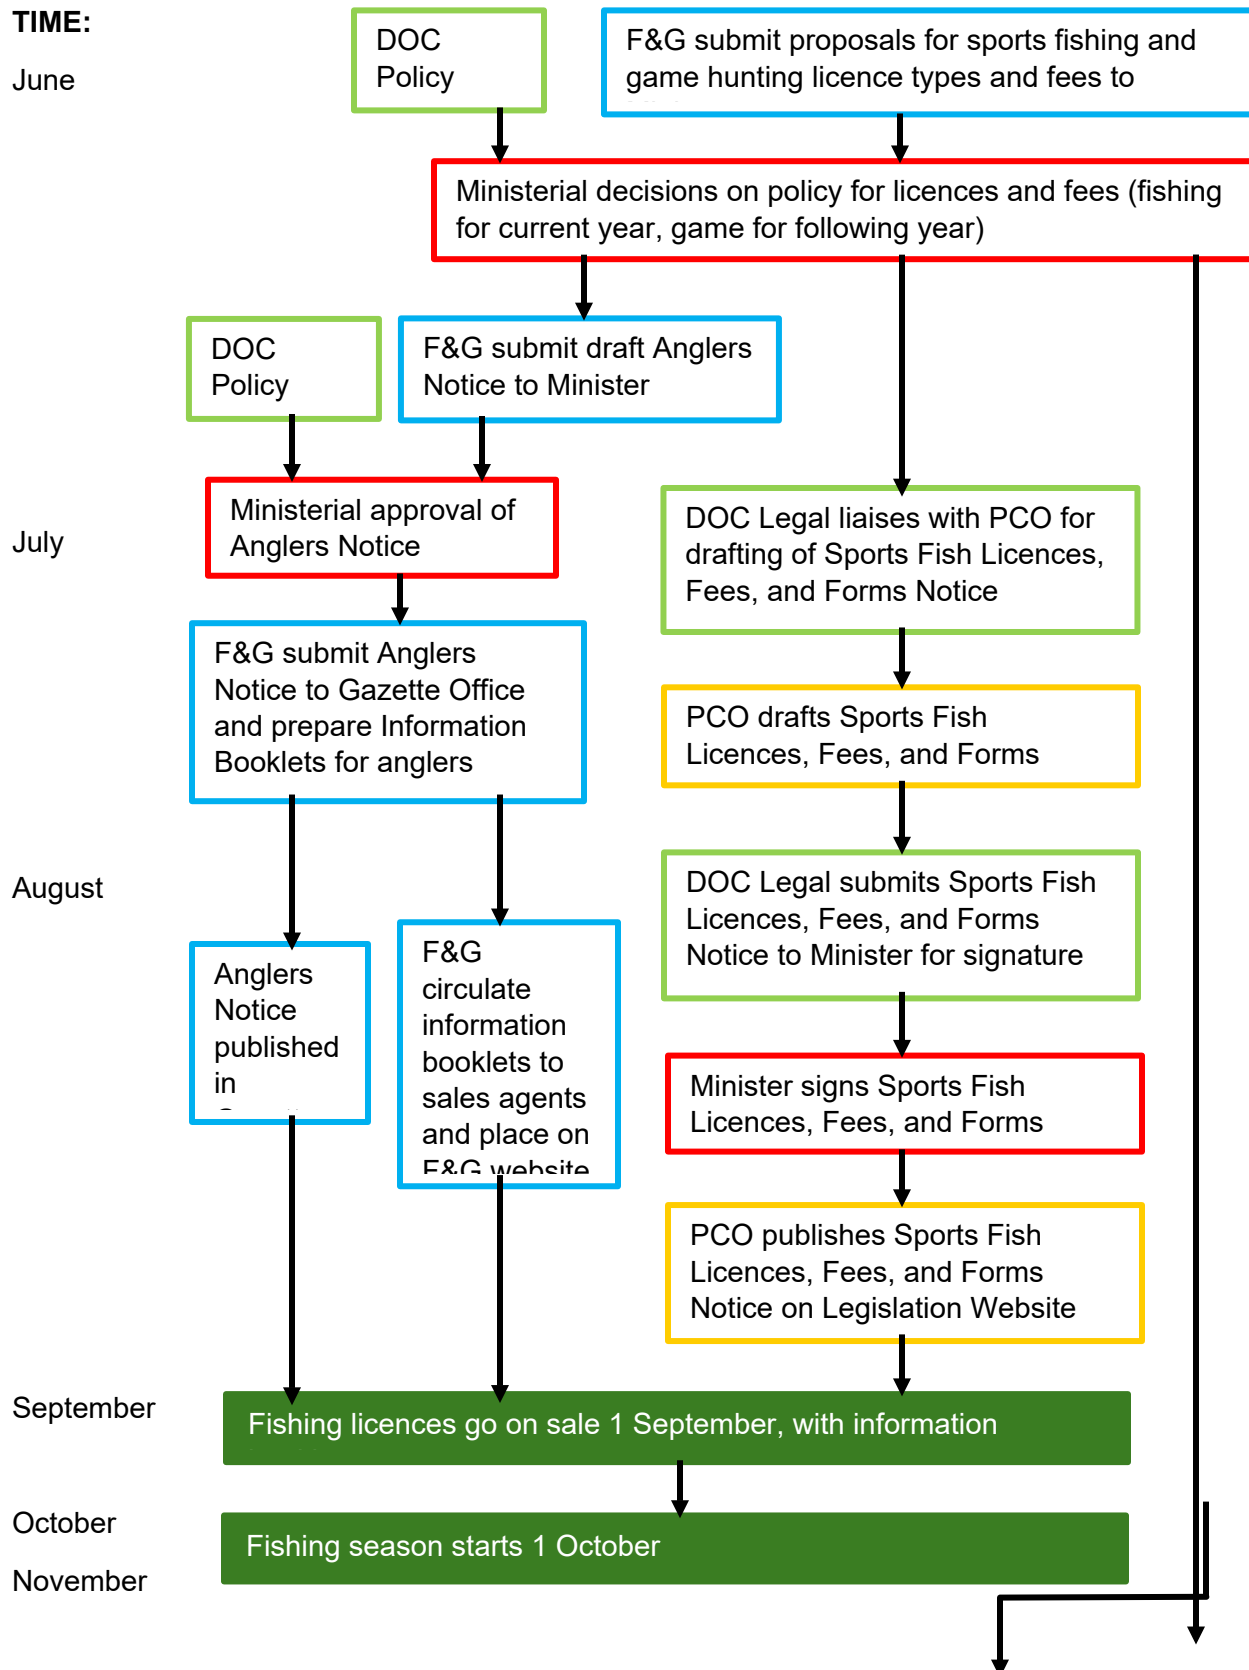 TIME:
June
DOC
Policy
F&G submit proposals for sports fishing and
game hunting licence types and fees to
Ministerial decisions on policy for licences and fees (fishing
for current year, game for following year)
DOC
Policy
F&G submit draft Anglers
Notice to Minister
July
Ministerial approval of
Anglers Notice
DOC Legal liaises with PCO for
drafting of Sports Fish Licences,
Fees, and Forms Notice
F&G submit Anglers
Notice to Gazette Office
and prepare Information
Booklets for anglers
PCO drafts Sports Fish
Licences, Fees, and Forms
August
DOC Legal submits Sports Fish
Licences, Fees, and Forms
Notice to Minister for signature
Anglers
Notice
published
in
F&G
circulate
information
booklets to
sales agents
and place on
F&G website
Minister signs Sports Fish
Licences, Fees, and Forms
PCO publishes Sports Fish
Licences, Fees, and Forms
Notice on Legislation Website
September
Fishing licences go on sale 1 September, with information
October
Fishing season starts 1 October
November